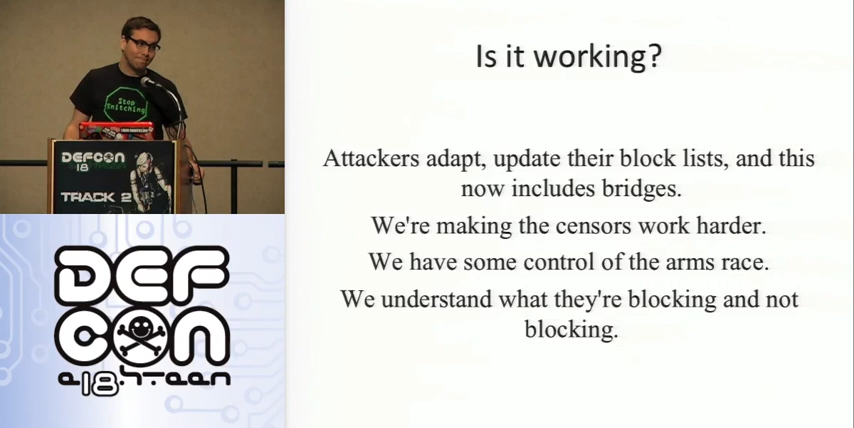 Stop
Snitching
DEFCON
18
TRACK 2
DEF
CON
e18hteen
Is it working?
Attackers adapt, update their block lists, and this
now includes bridges.
We're making the censors work harder.
We have some control of the arms race.
We understand what they're blocking and not
blocking.